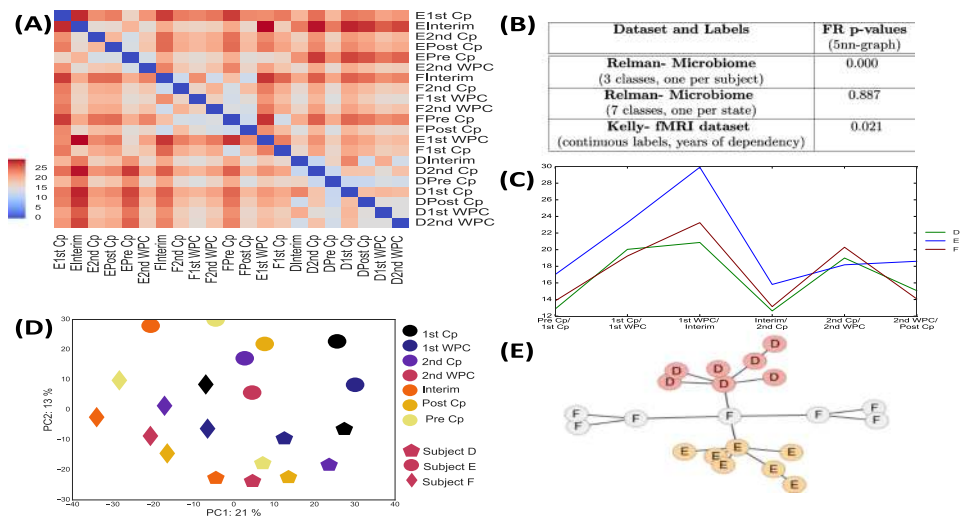 (A)
E1st Cp
EInterim
E2nd Cp
EPost Cp
EPre Cp
E2nd WPC
FInterim
F2nd Cp
F1st WPC
F2nd WPC
FPre Cp
FPost Cp
E1st WPC
F1st Cp
DInterim
D2nd Cp
DPre Cp
D1st Cp
DPost Cp
D1st WPC
D2nd WPC
25
20
15
10
5
0
E1st Cp
EInterim
E2nd Cp
EPost Cp
EPre Cp
E2nd WPC
FInterim
F2nd Cp
F1st WPC
F2nd WPC
FPre Cp
FPost Cp
E1st WPC
F1st Cp
DInterim
D2nd Cp
DPre Cp
D1st Cp
DPost Cp
D1st WPC
D2nd WPC
(B)
Dataset and Labels FR p-values
(5nn-graph)
Relman- Microbiome 0.000
(3 classes, one per subject)
Relman- Microbiome 0.887
(7 classes, one per state)
Kelly- fMRI dataset 0.021
(continuous labels, years of dependency)
(C)
30
28
26
24
22
20
18
16
14
12
Pre Cp/ 1st Cp/ 1st WPC/ Interim/ 2nd Cp/ 2nd WPC/
1st Cp 1st WPC Interim 2nd Cp 2nd WPC Post Cp
D
E
F
(D)
30
20
10
0
−10
−20
−30
PC2: 13 %
−40 −30 −20 −10 0 10 20 30 40
PC1: 21 %
1st Cp
1st WPC
2nd Cp
2nd WPC
Interim
Post Cp
Pre Cp
Subject D
Subject E
Subject F
(E)
D
D
D
D
D
D
D
F
F
F
F
F
F
F
E
E
E
E
E
E
E